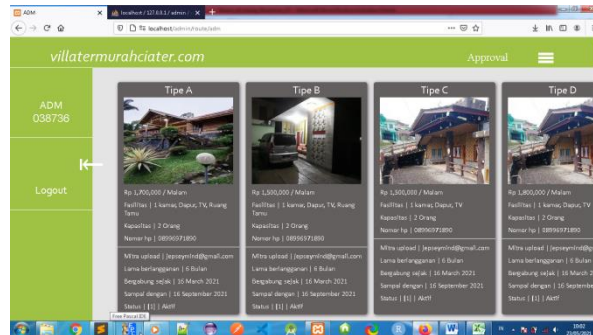 ADM
localhost / 127.0.0.1 / admin /
localhost/admin/route/adm
villatermurahciater.com
Approval
ADM
038736
Logout
Tipe A
Rp 1,700,000 / Malam
Fasilitas | 1 kamar, Dapur, TV, Ruang
Tamu
Kapasitas | 2 Orang
Nomor hp | 08996971890
Mitra upload | Jepseymind@gmail.com
Lama berlangganan | 6 Bulan
Bergabung sejak | 16 March 2021
Sampai dengan | 16 September 2021
Status | [1] | Aktif
Tipe B
Rp 1,500,000 / Malam
Fasilitas | 1 kamar, Dapur, TV, Ruang
Tamu
Kapasitas | 2 Orang
Nomor hp | 08996971890
Mitra upload | Jepseymind@gmail.com
Lama berlangganan | 6 Bulan
Bergabung sejak | 16 March 2021
Sampai dengan | 16 September 2021
Status | [1] | Aktif
Tipe C
Rp 1,500,000 / Malam
Fasilitas | 1 kamar, Dapur, TV
Kapasitas | 2 Orang
Nomor hp | 08996971890
Mitra upload | Jepseymind@gmail.com
Lama berlangganan | 6 Bulan
Bergabung sejak | 16 March 2021
Sampai dengan | 16 September 2021
Status | [1] | Aktif
Tipe D
Rp 1,800,000 / Malam
Fasilitas | 1 kamar, Dapur, TV
Kapasitas | 2 Orang
Nomor hp | 08996971890
Mitra upload | Jepseymind@g
Lama berlangganan | 6 Bulan
Bergabung sejak | 16 March 2
Sampai dengan | 16 Septemb
Status | [1] | Aktif
Free Pascal IDE
IN